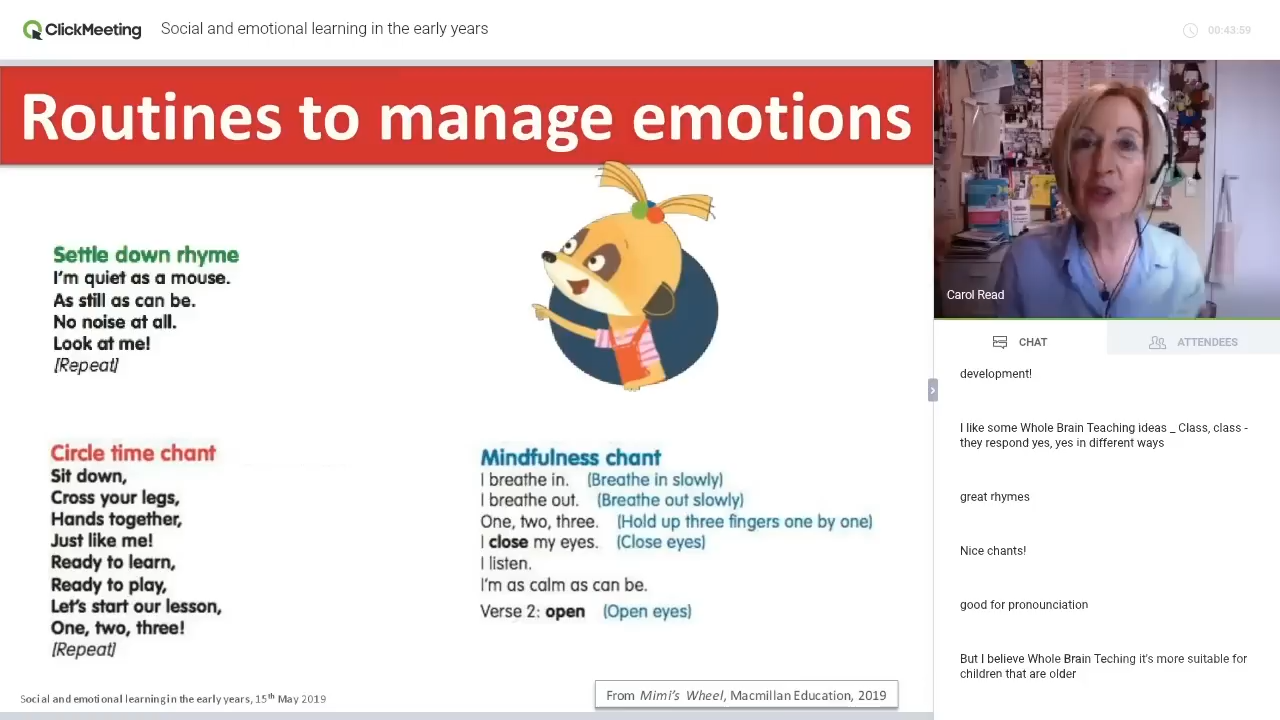 ClickMeeting
Social and emotional learning in the early years
00:43:59
Routines to manage emotions
Settle down rhyme
I'm quiet as a mouse.
As still as can be.
No noise at all.
Look at me!
[Repeat]
Circle time chant
Sit down,
Cross your legs,
Hands together,
Just like me!
Ready to learn,
Ready to play,
Let's start our lesson,
One, two, three!
[Repeat]
Mindfulness chant
I breathe in. (Breathe in slowly)
I breathe out. (Breathe out slowly)
One, two, three. (Hold up three fingers one by one)
I close my eyes. (Close eyes)
I listen.
I'm as calm as can be.
Verse 2: open (Open eyes)
Social and emotional learning in the early years, 15th May 2019
From Mimi's Wheel, Macmillan Education, 2019
Carol Read
CHAT
ATTENDEES
development!
I like some Whole Brain Teaching ideas _ Class, class -
they respond yes, yes in different ways
great rhymes
Nice chants!
good for pronounciation
But I believe Whole Brain Teching it's more suitable for
children that are older